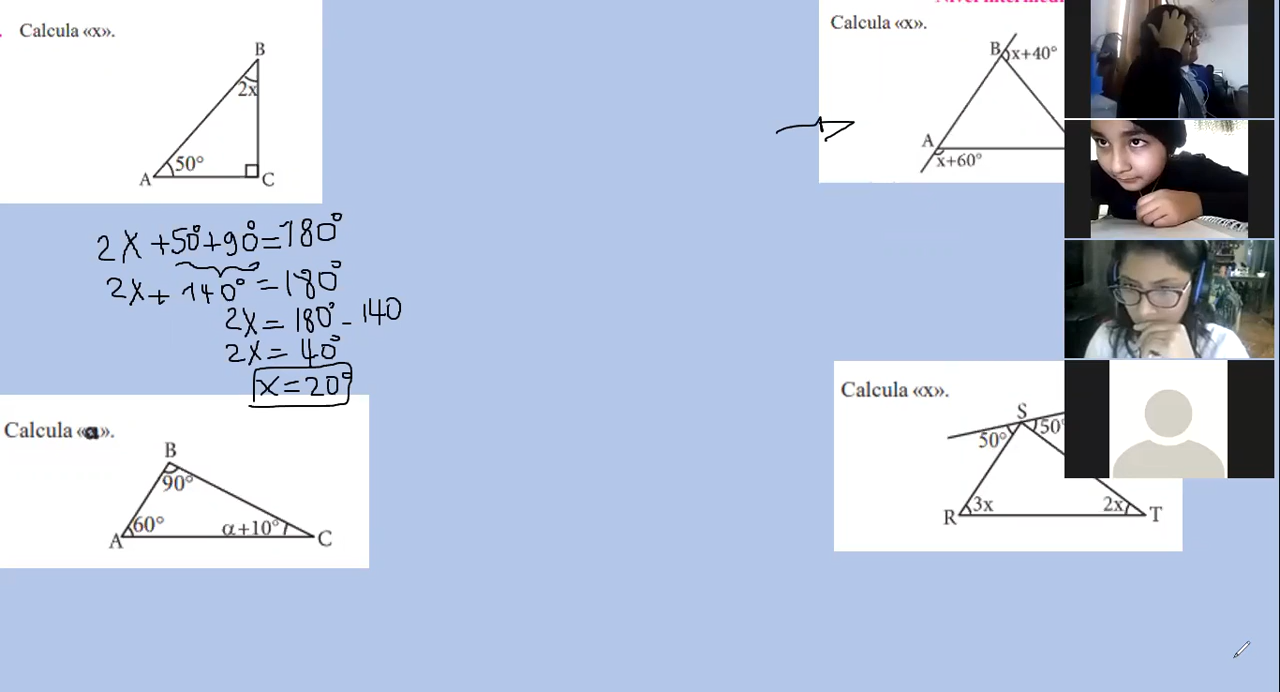 Calcula «x».
B
2x
50°
A
C
2x+50°+90°=180°
2x+140°=180°
2x=180°-140
2x=40°
x=20°
Calcula «a».
B
90°
60°
α+10°
A
C
Calcula «x».
B
x+40°
A
x+60°
Calcula «x».
S
50°
50°
3x
2x
R
T